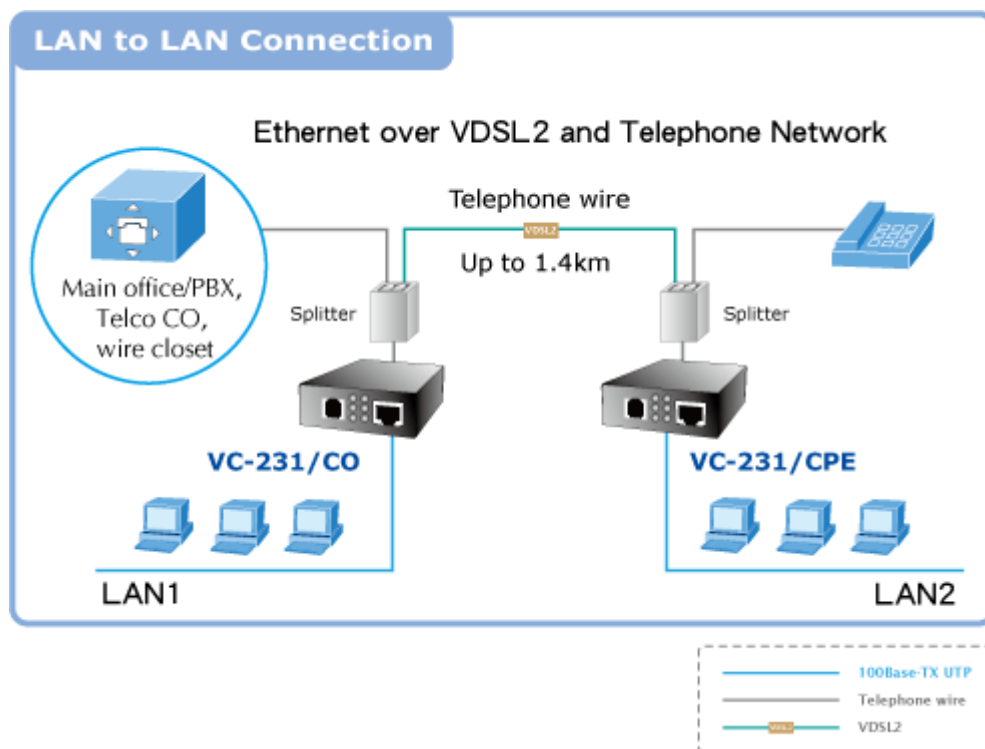 LAN to LAN Connection
Ethernet over VDSL2 and Telephone Network
Telephone wire
VDSL2
Up to 1.4km
Main office/PBX,
Telco CO,
wire closet
Splitter
Splitter
VC-231/CO
VC-231/CPE
LAN1
LAN2
100Base-TX UTP
Telephone wire
VDSL2
VDSL2